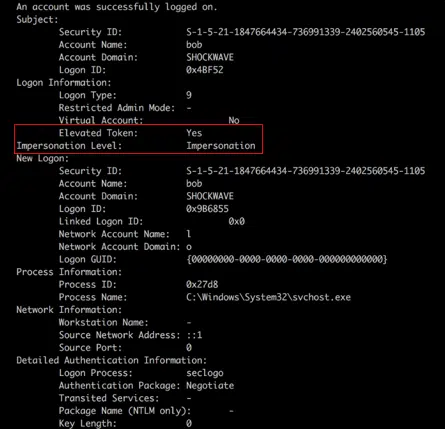 An account was successfully logged on.
Subject:
Security ID: S-1-5-21-1847664434-736991339-2402560545-1105
Account Name: bob
Account Domain: SHOCKWAVE
Logon ID: 0x4BF52
Logon Information:
Logon Type: 9
Restricted Admin Mode: -
Virtual Account: No
Elevated Token: Yes
Impersonation Level: Impersonation
New Logon:
Security ID: S-1-5-21-1847664434-736991339-2402560545-1105
Account Name: bob
Account Domain: SHOCKWAVE
Logon ID: 0x9B6855
Linked Logon ID: 0x0
Network Account Name: l
Network Account Domain: o
Logon GUID: {00000000-0000-0000-0000-000000000000}
Process Information:
Process ID: 0x27d8
Process Name: C:\Windows\System32\svchost.exe
Network Information:
Workstation Name: -
Source Network Address: ::1
Source Port: 0
Detailed Authentication Information:
Logon Process: seclogo
Authentication Package: Negotiate
Transited Services: -
Package Name (NTLM only): -
Key Length: 0